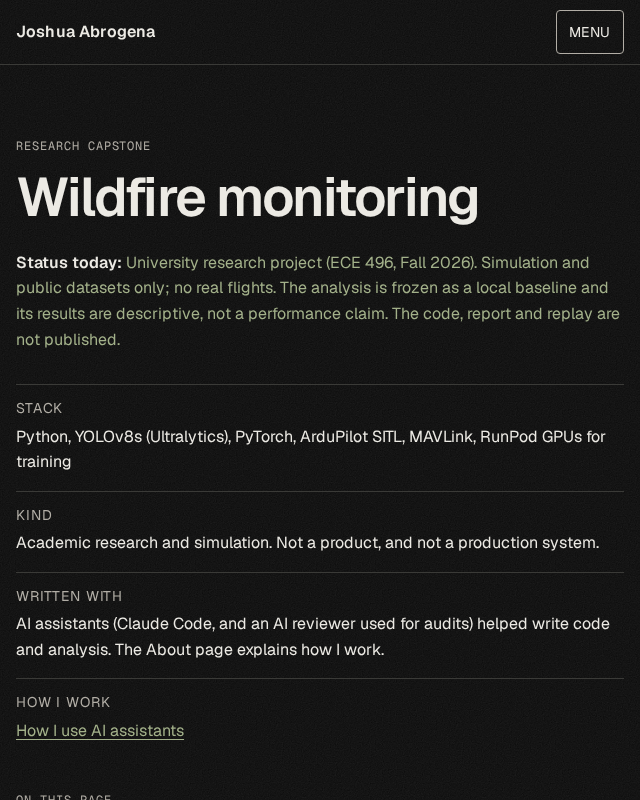 Joshua Abrogena
MENU
RESEARCH CAPSTONE
Wildfire monitoring
Status today: University research project (ECE 496, Fall 2026). Simulation and
public datasets only; no real flights. The analysis is frozen as a local baseline and
its results are descriptive, not a performance claim. The code, report and replay are
not published.
STACK
Python, YOLOv8s (Ultralytics), PyTorch, ArduPilot SITL, MAVLink, RunPod GPUs for
training
KIND
Academic research and simulation. Not a product, and not a production system.
WRITTEN WITH
AI assistants (Claude Code, and an AI reviewer used for audits) helped write code
and analysis. The About page explains how I work.
HOW I WORK
How I use AI assistants
ON THIS PAGE